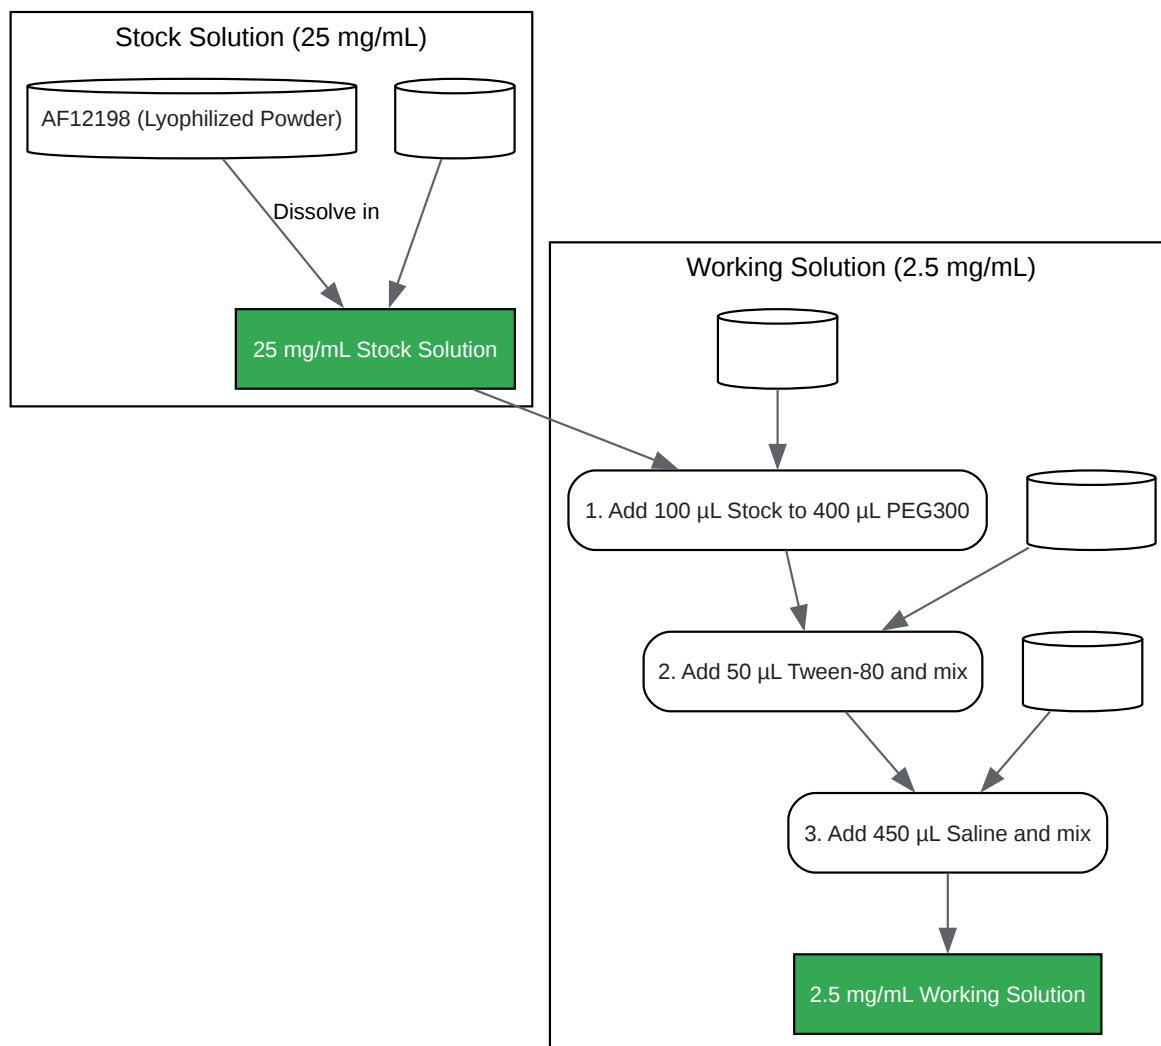 Stock Solution (25 mg/mL)
AF12198 (Lyophilized Powder)
Dissolve in
25 mg/mL Stock Solution
Working Solution (2.5 mg/mL)
1. Add 100 µL Stock to 400 µL PEG300
2. Add 50 µL Tween-80 and mix
3. Add 450 µL Saline and mix
2.5 mg/mL Working Solution